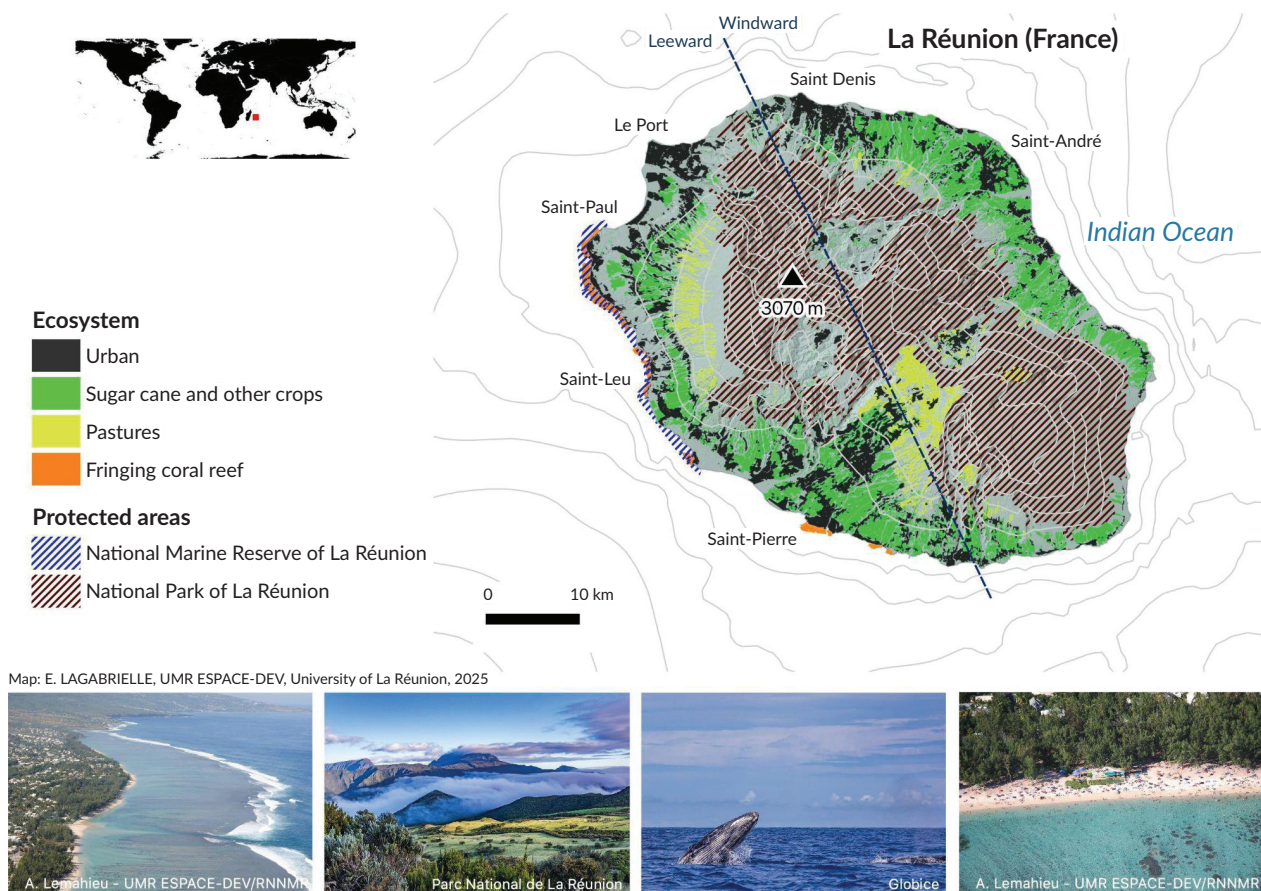 Windward
Leeward
La Réunion (France)
Saint Denis
Le Port
Saint-André
Saint-Paul
Indian Ocean
3070 m
Ecosystem
Urban
Saint-Leu
Sugar cane and other crops
Pastures
Fringing coral reef
Protected areas
Saint-Pierre
National Marine Reserve of La Réunion
National Park of La Réunion
0 10 km
Map: E. LAGABRIELLE, UMR ESPACE-DEV, University of La Réunion, 2025
A. Lemahieu - UMR ESPACE-DEV/RNNMR
Parc National de La Réunion
Globice
A. Lemahieu - UMR ESPACE-DEV/RNNMR